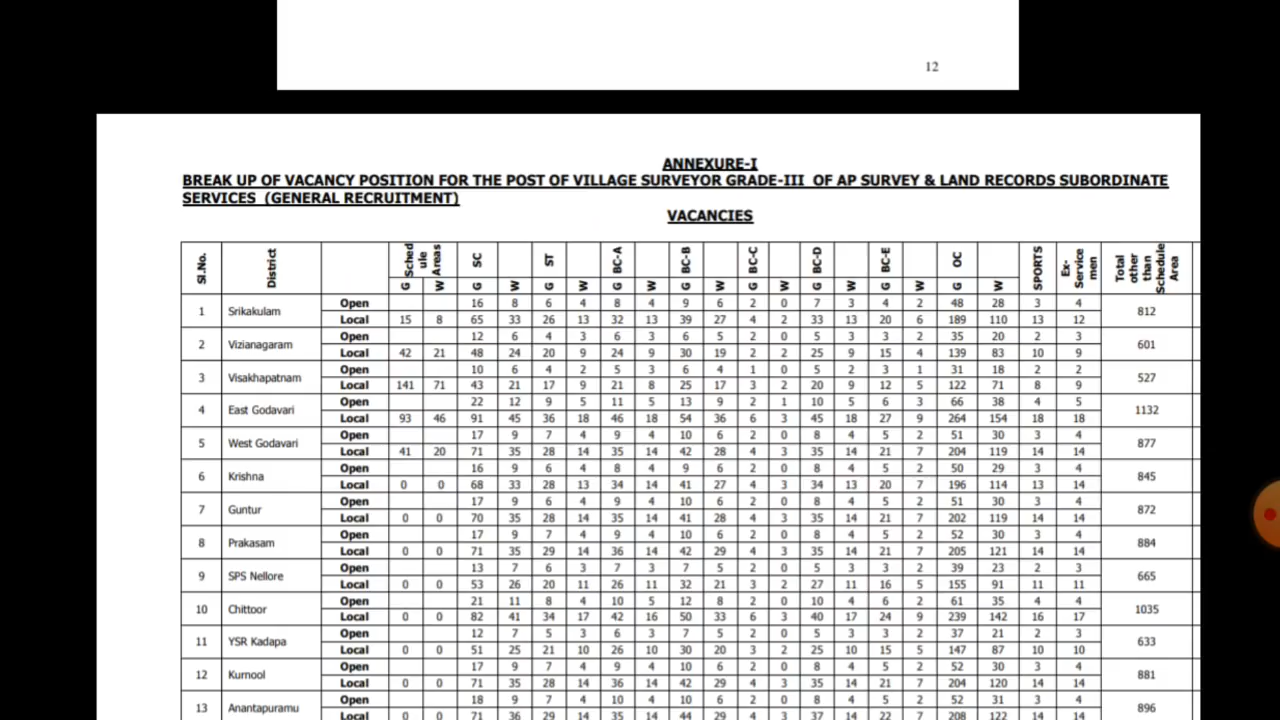 12
ANNEXURE-I
BREAK UP OF VACANCY POSITION FOR THE POST OF VILLAGE SURVEYOR GRADE-III OF AP SURVEY & LAND RECORDS SUBORDINATE
SERVICES (GENERAL RECRUITMENT)
VACANCIES
Sl.No. District Schedule Areas SC ST BC-A BC-B BC-C BC-D BC-E OC SPORTS Ex-Service men Total other than Schedule Area
G W G W G W G W G W G W G W G W G W
1 Srikakulam 812
Open 16 8 6 4 8 4 9 6 2 0 7 3 4 2 48 28 3 4
Local 15 8 65 33 26 13 32 13 39 27 4 2 33 13 20 6 189 110 13 12
2 Vizianagaram 601
Open 12 6 4 3 6 3 6 5 2 0 5 3 3 2 35 20 2 3
Local 42 21 48 24 20 9 24 9 30 19 2 2 25 9 15 4 139 83 10 9
3 Visakhapatnam 527
Open 10 6 4 2 5 3 6 4 1 0 5 2 3 1 31 18 2 2
Local 141 71 43 21 17 9 21 8 25 17 3 2 20 9 12 5 122 71 8 9
4 East Godavari 1132
Open 22 12 9 5 11 5 13 9 2 1 10 5 6 3 66 38 4 5
Local 93 46 91 45 36 18 46 18 54 36 6 3 45 18 27 9 264 154 18 18
5 West Godavari 877
Open 17 9 7 4 9 4 10 6 2 0 8 4 5 2 51 30 3 4
Local 41 20 71 35 28 14 35 14 42 28 4 3 35 14 21 7 204 119 14 14
6 Krishna 845
Open 16 9 6 4 8 4 9 6 2 0 8 4 5 2 50 29 3 4
Local 0 0 68 33 28 13 34 14 41 27 4 3 34 13 20 7 196 114 13 14
7 Guntur 872
Open 17 9 6 4 9 4 10 6 2 0 8 4 5 2 51 30 3 4
Local 0 0 70 35 28 14 35 14 41 28 4 3 35 14 21 7 202 119 14 14
8 Prakasam 884
Open 17 9 7 4 9 4 10 6 2 0 8 4 5 2 52 30 3 4
Local 0 0 71 35 29 14 36 14 42 29 4 3 35 14 21 7 205 121 14 14
9 SPS Nellore 665
Open 13 7 6 3 7 3 7 5 2 0 5 3 3 2 39 23 2 3
Local 0 0 53 26 20 11 26 11 32 21 3 2 27 11 16 5 155 91 11 11
10 Chittoor 1035
Open 21 11 8 4 10 5 12 8 2 0 10 4 6 2 61 35 4 4
Local 0 0 82 41 34 17 42 16 50 33 6 3 40 17 24 9 239 142 16 17
11 YSR Kadapa 633
Open 12 7 5 3 6 3 7 5 2 0 5 3 3 2 37 21 2 3
Local 0 0 51 25 21 10 26 10 30 20 3 2 25 10 15 5 147 87 10 10
12 Kurnool 881
Open 17 9 7 4 9 4 10 6 2 0 8 4 5 2 52 30 3 4
Local 0 0 71 35 28 14 36 14 42 29 4 3 35 14 21 7 204 120 14 14
13 Anantapuramu 896
Open 18 9 7 4 10 4 10 6 2 0 8 4 5 2 52 31 3 4
Local 0 0 71 36 29 14 35 14 44 29 4 3 37 14 22 7 208 122 14 14